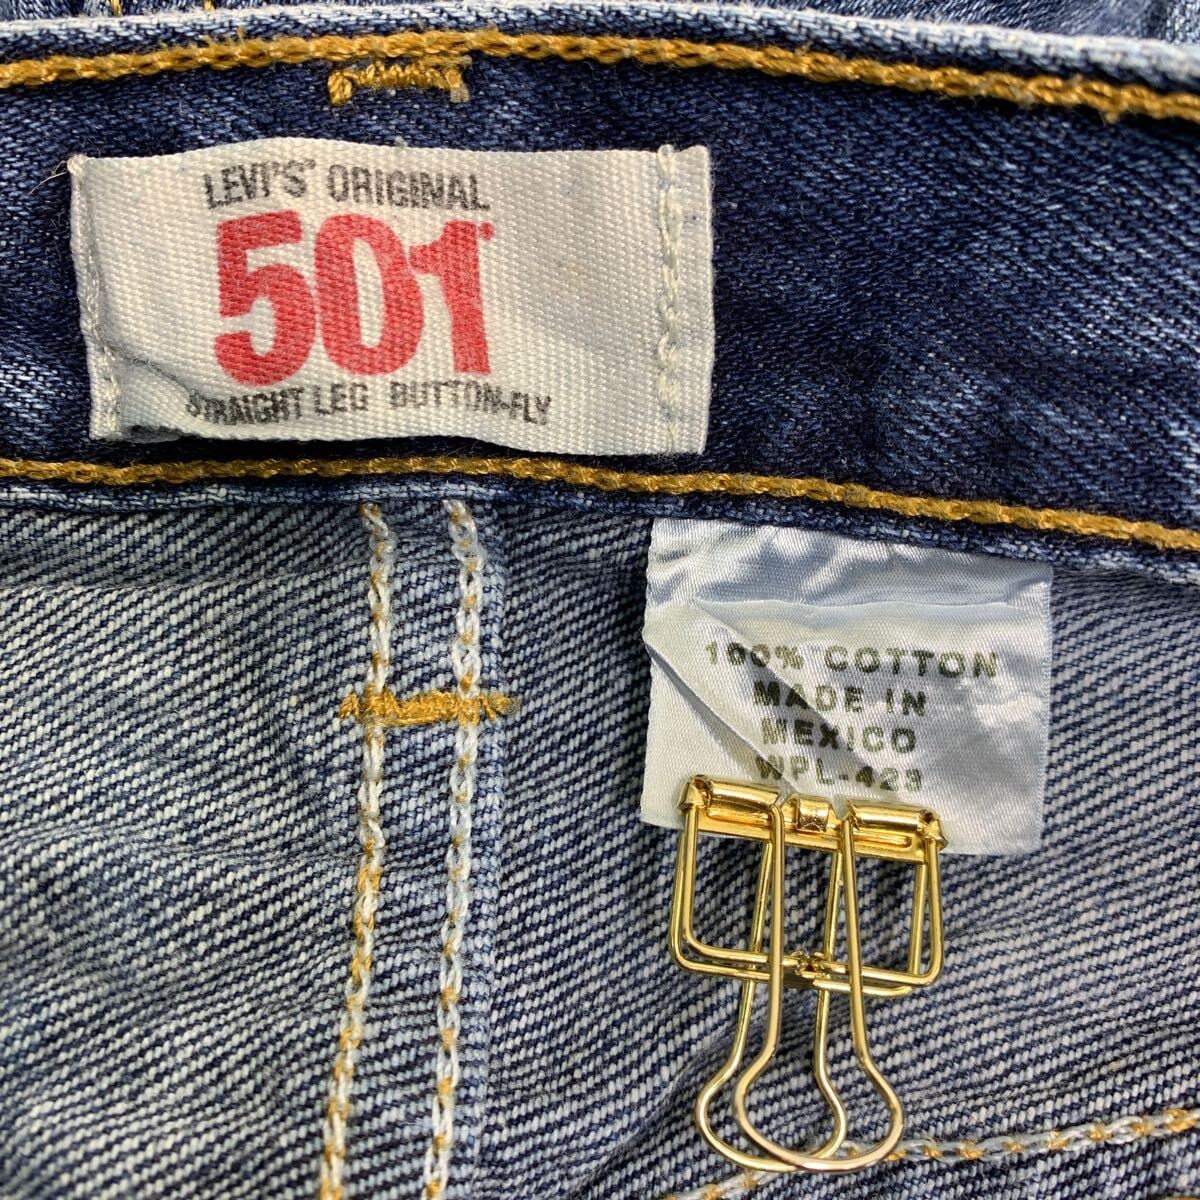 LEVI'S® ORIGINAL
501®
STRAIGHT LEG BUTTON-FLY
100% COTTON
MADE IN
MEXICO
WPL-423